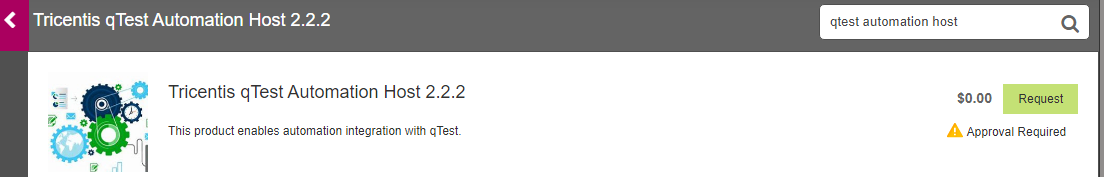 Tricentis qTest Automation Host 2.2.2
qtest automation host
Tricentis qTest Automation Host 2.2.2
$0.00
Request
This product enables automation integration with qTest.
Approval Required